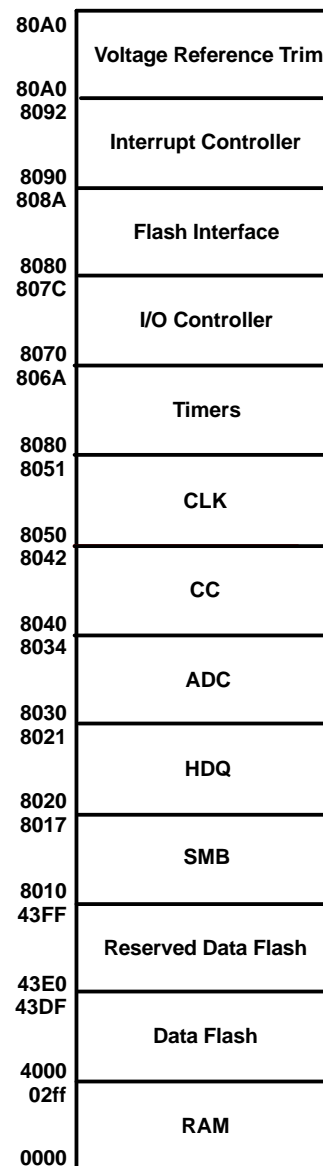 80A0
Voltage Reference Trim
80A0
8092
Interrupt Controller
8090
808A
Flash Interface
8080
807C
I/O Controller
8070
806A
Timers
8080
8051
CLK
8050
8042
CC
8040
8034
ADC
8030
8021
HDQ
8020
8017
SMB
8010
43FF
Reserved Data Flash
43E0
43DF
Data Flash
4000
02ff
RAM
0000